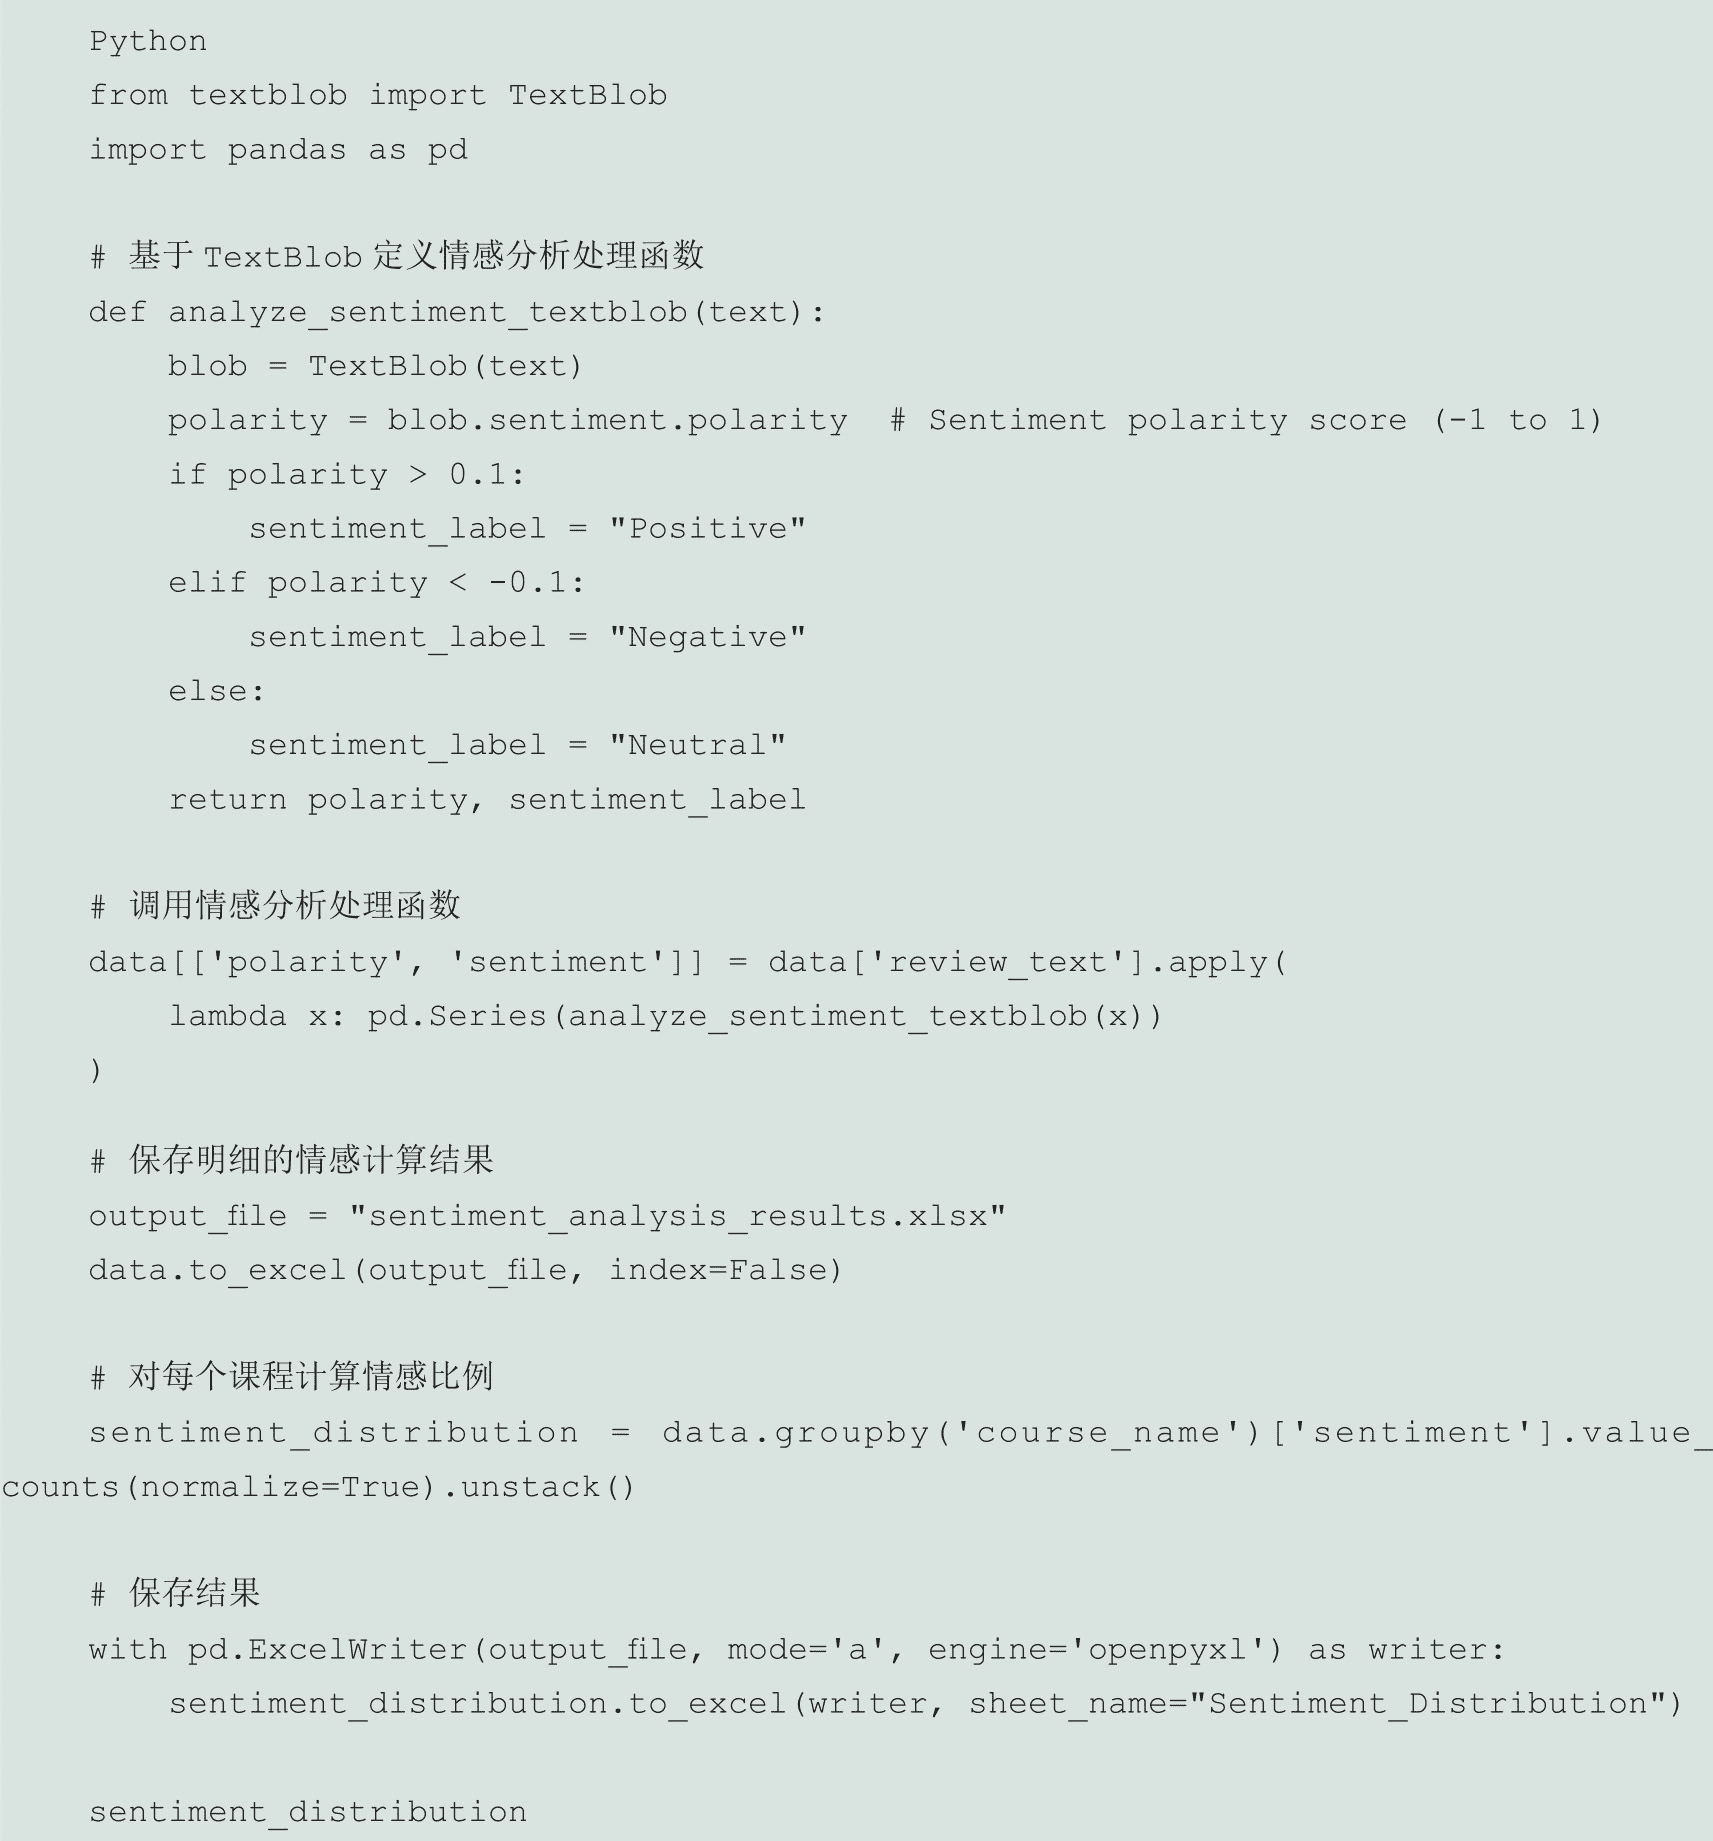 Python
from textblob import TextBlob
import pandas as pd
# 基于 TextBlob 定义情感分析处理函数
def analyze_sentiment_textblob(text):
    blob = TextBlob(text)
    polarity = blob.sentiment.polarity  # Sentiment polarity score (-1 to 1)
    if polarity > 0.1:
        sentiment_label = "Positive"
    elif polarity < -0.1:
        sentiment_label = "Negative"
    else:
        sentiment_label = "Neutral"
    return polarity, sentiment_label
# 调用情感分析处理函数
data[['polarity', 'sentiment']] = data['review_text'].apply(
    lambda x: pd.Series(analyze_sentiment_textblob(x))
)
# 保存明细的情感计算结果
output_file = "sentiment_analysis_results.xlsx"
data.to_excel(output_file, index=False)
# 对每个课程计算情感比例
sentiment_distribution = data.groupby('course_name')['sentiment'].value_
counts(normalize=True).unstack()
# 保存结果
with pd.ExcelWriter(output_file, mode='a', engine='openpyxl') as writer:
    sentiment_distribution.to_excel(writer, sheet_name="Sentiment_Distribution")
sentiment_distribution